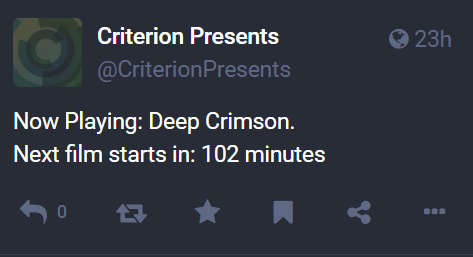 Criterion Presents
23h
@CriterionPresents
Now Playing: Deep Crimson.
Next film starts in: 102 minutes
0